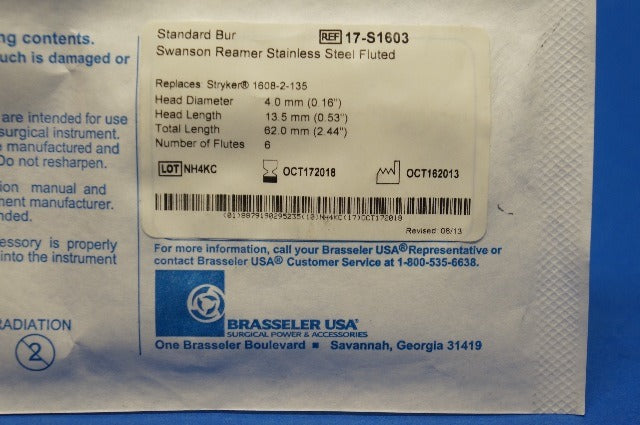 ng contents.
uch is damaged or
are intended for use
surgical instrument.
e manufactured and
Do not resharpen.
tion manual and
ment manufacturer.
nded.
cessory is properly
into the instrument
RADIATION
2
Standard Bur REF 17-S1603
Swanson Reamer Stainless Steel Fluted
Replaces Stryker® 1608-2-135
Head Diameter 4.0 mm (0.16")
Head Length 13.5 mm (0.53")
Total Length 62.0 mm (2.44")
Number of Flutes 6
LOT NH4KC OCT172018 OCT162013
Revised: 06/13
For more information, call your Brasseler USA® Representative or
contact Brasseler USA® Customer Service at 1-800-535-6638.
BRASSELER USA®
SURGICAL POWER & ACCESSORIES
One Brasseler Boulevard ■ Savannah, Georgia 31419